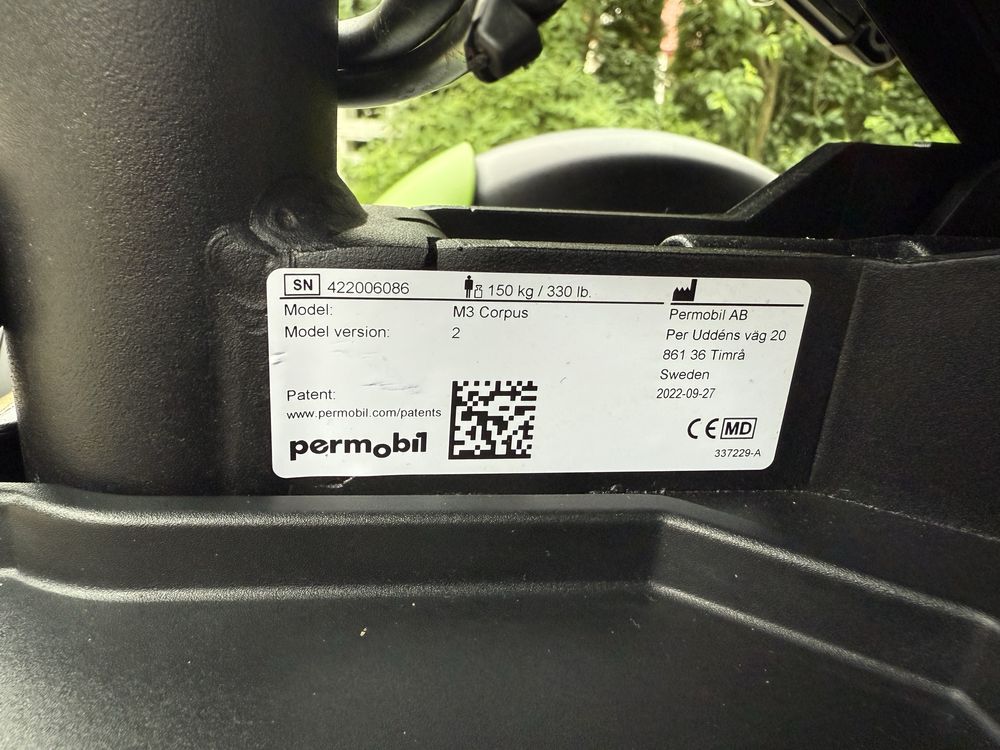 SN 422006086 150 kg / 330 lb.
Model: M3 Corpus
Model version: 2
Patent:
www.permobil.com/patents
permobil
Permobil AB
Per Uddéns väg 20
861 36 Timrå
Sweden
2022-09-27
CE MD
337229-A